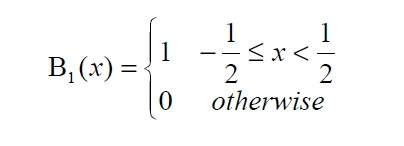 B₁(x) = { 1  -1/2 ≤ x < 1/2
0  otherwise